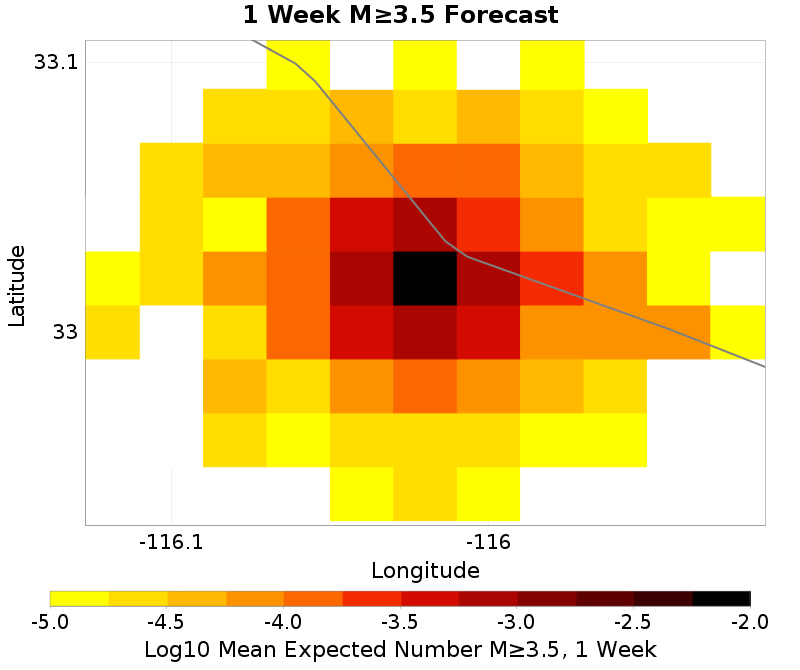 1 Week M≥3.5 Forecast
33.1
33
Latitude
-116.1
-116
Longitude
-5.0
-4.5
-4.0
-3.5
-3.0
-2.5
-2.0
Log10 Mean Expected Number M≥3.5, 1 Week